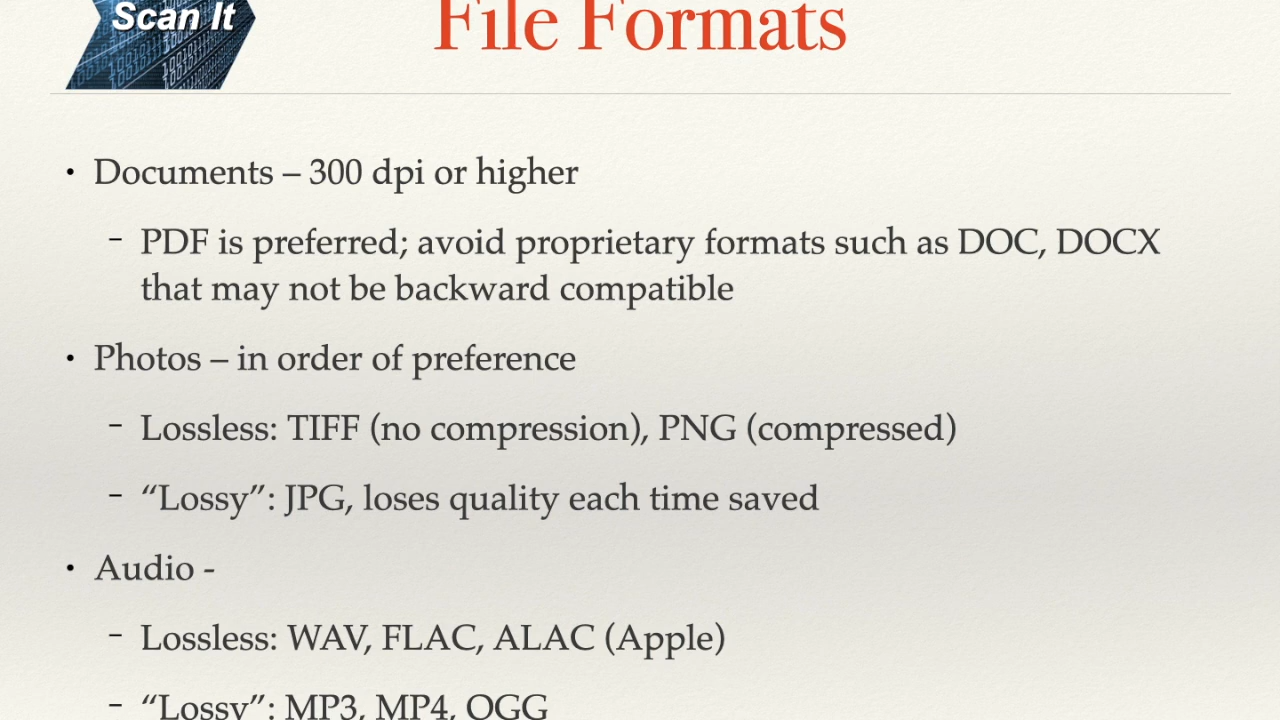 Scan It
File Formats
• Documents – 300 dpi or higher
– PDF is preferred; avoid proprietary formats such as DOC, DOCX
that may not be backward compatible
• Photos – in order of preference
– Lossless: TIFF (no compression), PNG (compressed)
– “Lossy”: JPG, loses quality each time saved
• Audio -
– Lossless: WAV, FLAC, ALAC (Apple)
– “Lossy”: MP3, MP4, OGG